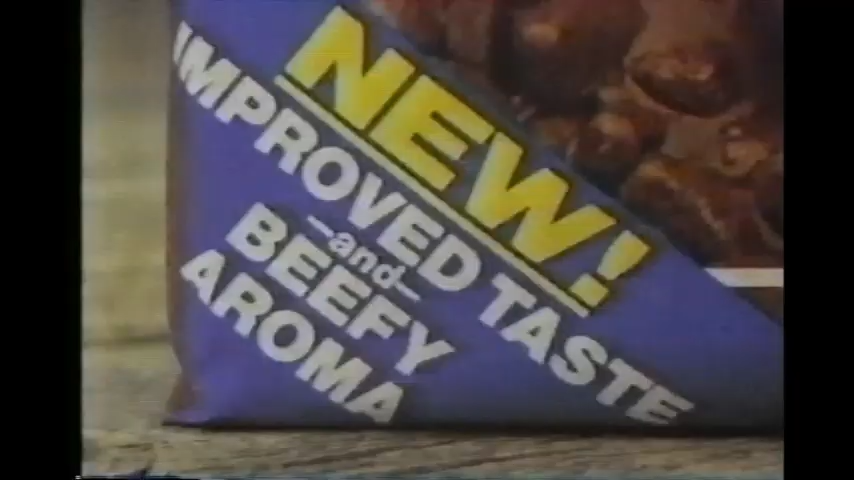 NEW!
IMPROVED TASTE
-and-
BEEFY
AROMA